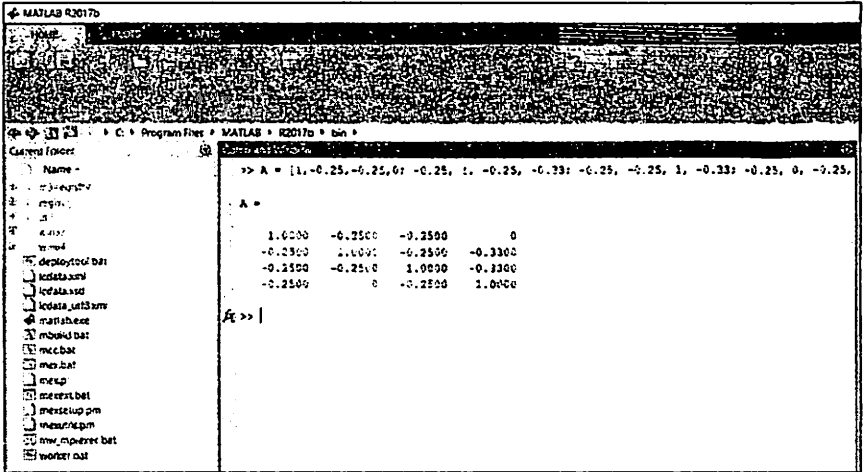 MATLAB R2017b
HOME PLOTS
C: Program Files MATLAB R2017b bin
Current Folder
Name
deploytool.bat
lcdata.xml
lcdata.xsd
lcdata_utf8.xml
matlab.exe
mbuild.bat
mcc.bat
mex.bat
mex.pl
mexext.bat
mexsetup.pm
mexutils.pm
mw_mpiexec.bat
worker.bat
>> A = [1,-0.25,-0.25,0; -0.25, 1, -0.25, -0.33; -0.25, -0.25, 1, -0.33; -0.25, 0, -0.25,
A =
1.0000 -0.2500 -0.2500 0
-0.2500 1.0000 -0.2500 -0.3300
-0.2500 -0.2500 1.0000 -0.3300
-0.2500 0 -0.2500 1.0000
fx >>